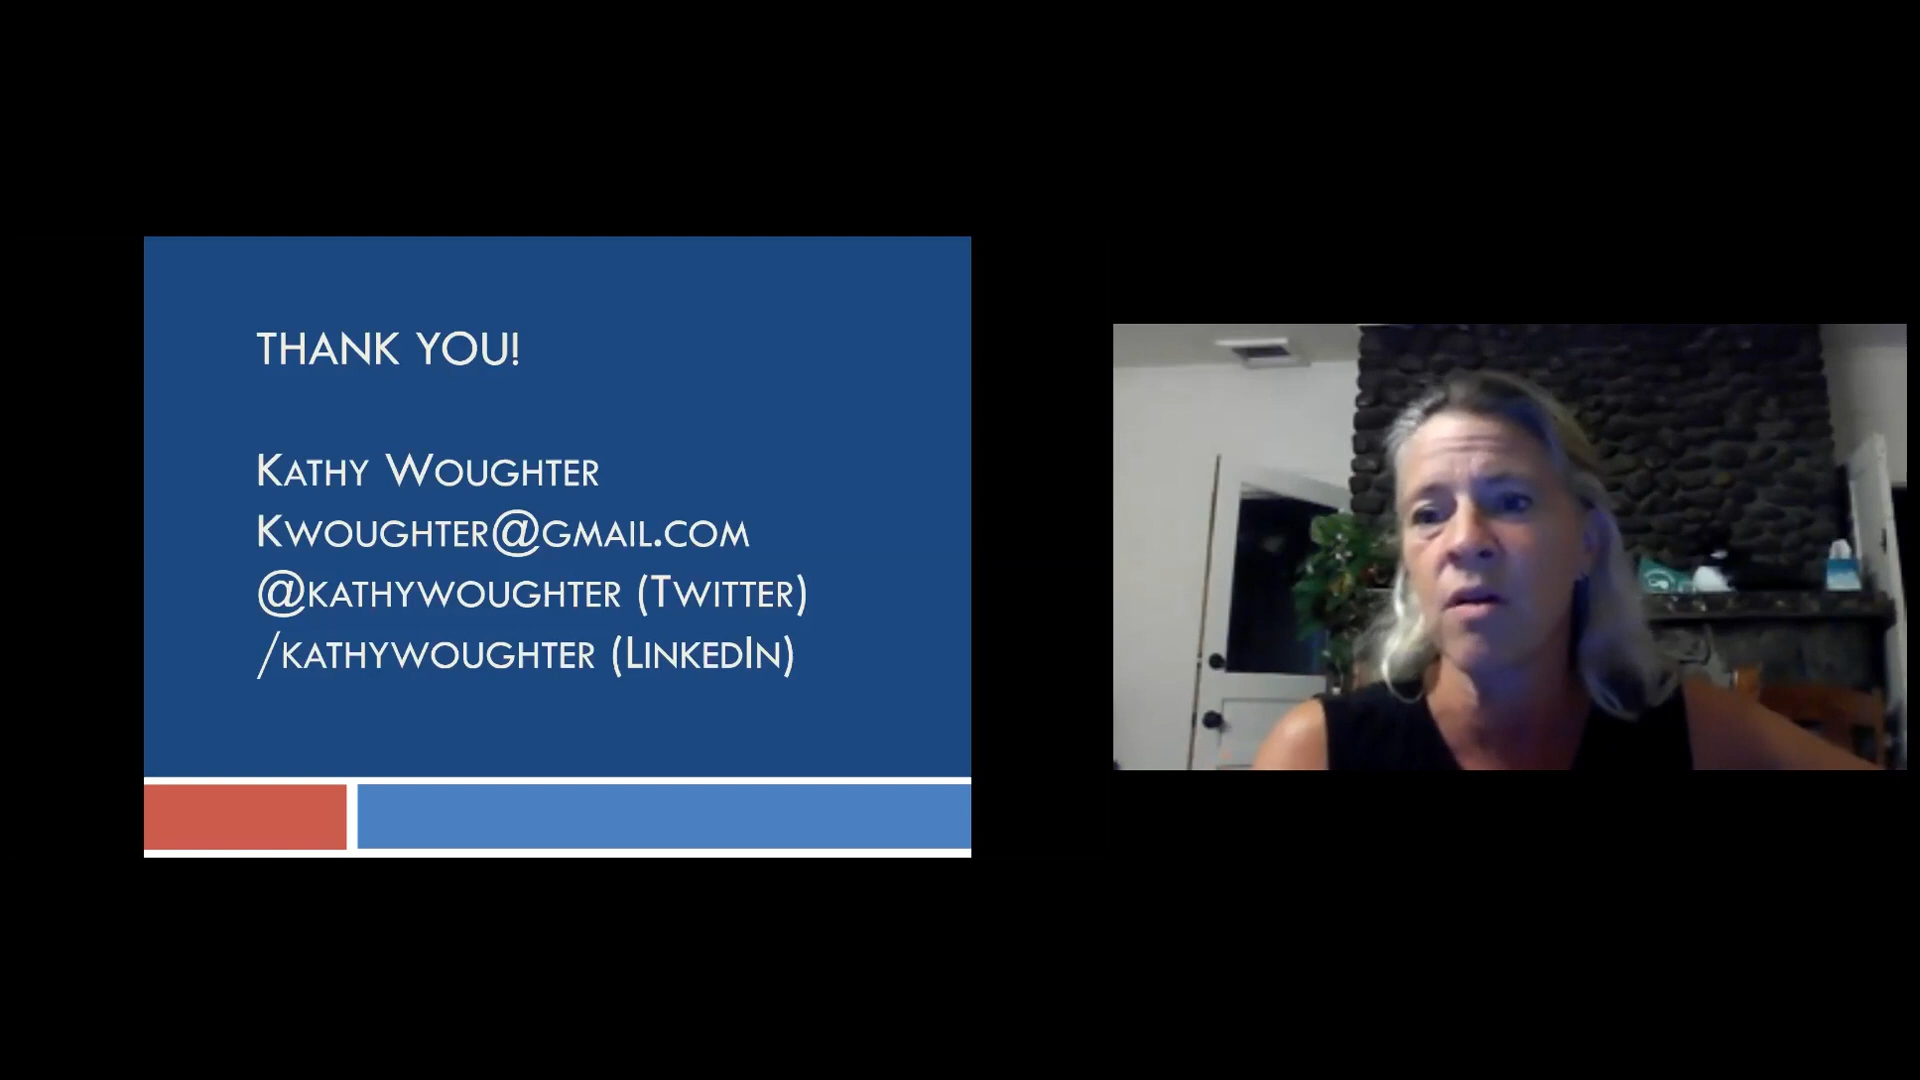 THANK YOU!
KATHY WOUGHTER
KWOUGHTER@GMAIL.COM
@KATHYWOUGHTER (TWITTER)
/KATHYWOUGHTER (LINKEDIN)